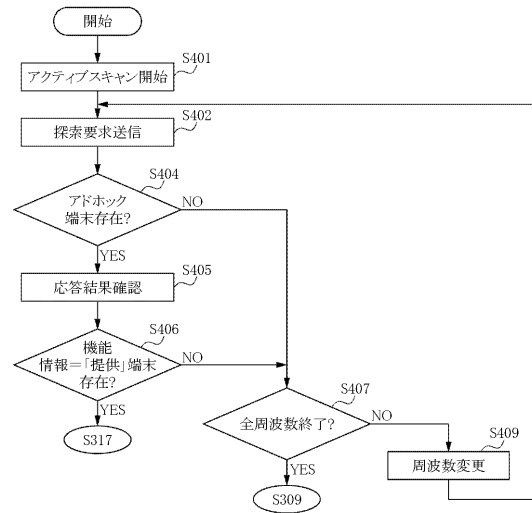 開始
S401
アクティブスキャン開始
S402
探索要求送信
S404
アドホック
端末存在?
NO
YES
S405
応答結果確認
S406
機能
情報=「提供」端末
存在?
NO
YES
S317
S407
全周波数終了?
NO
YES
S309
S409
周波数変更